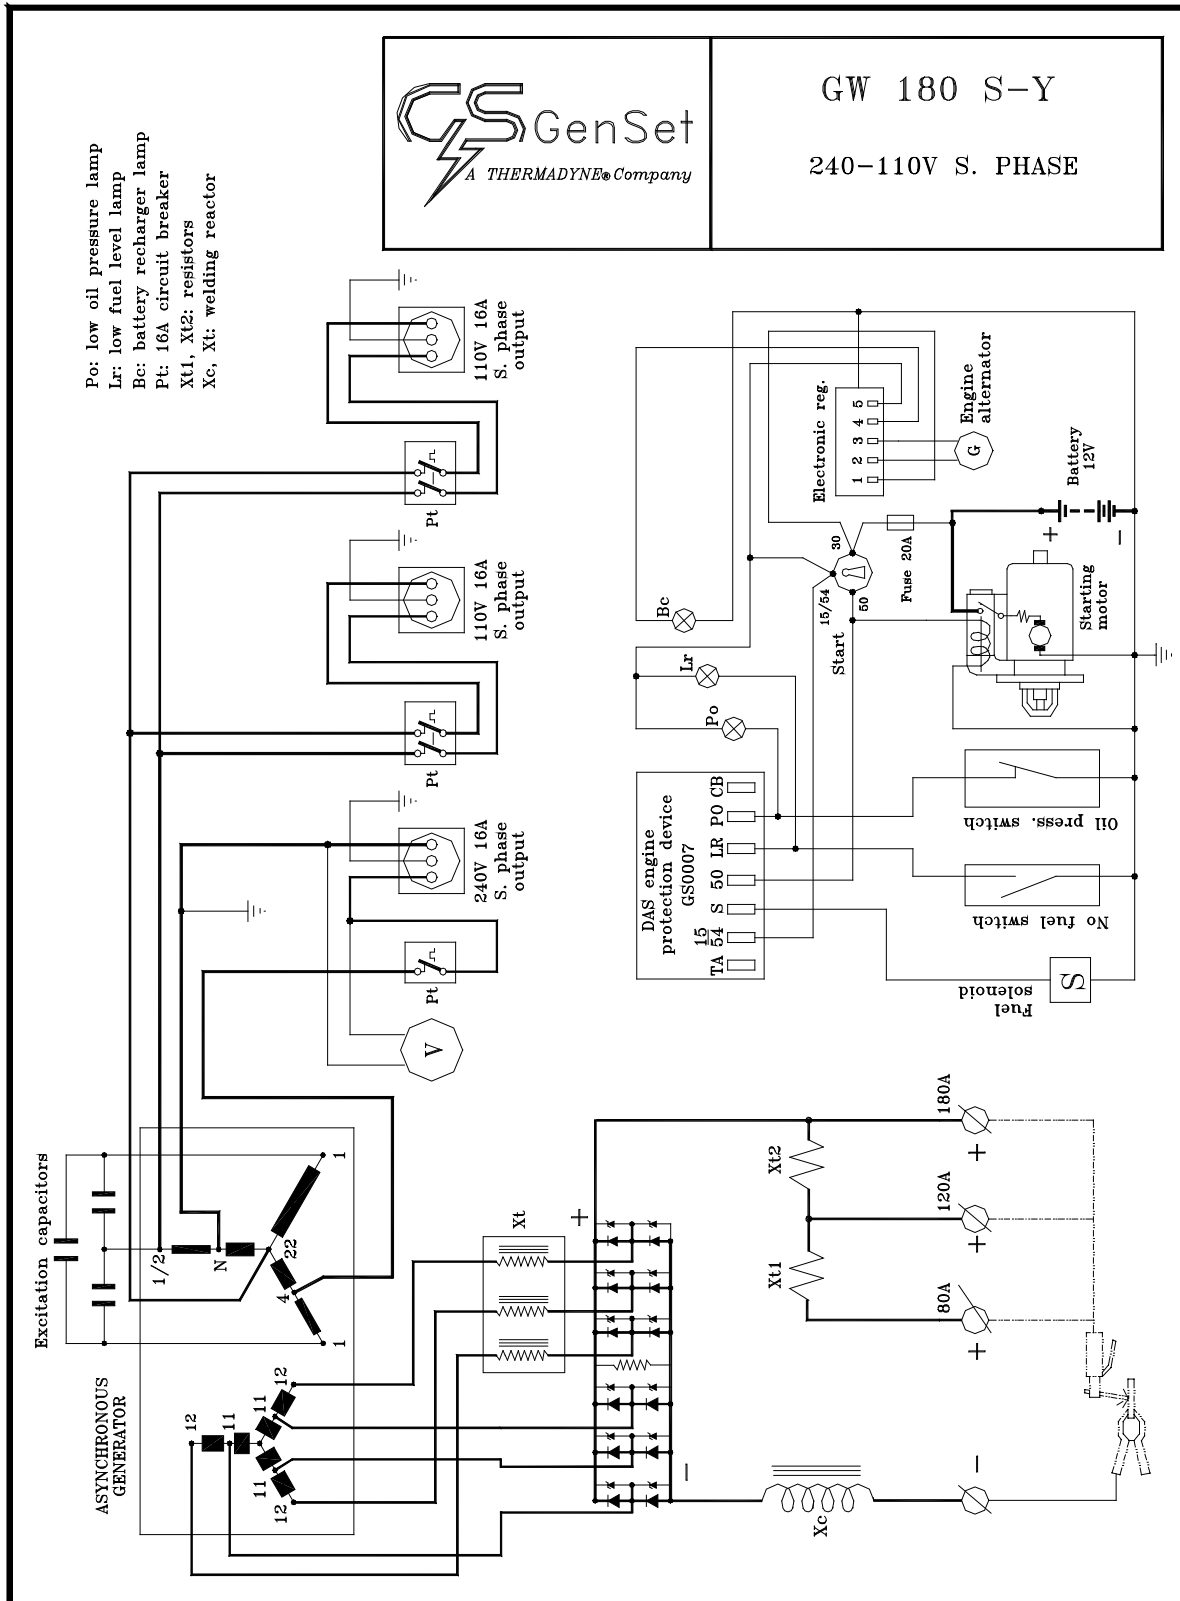 GS GenSet
A THERMADYNE® Company
GW 180 S-Y
240-110V S. PHASE
Po: low oil pressure lamp
Lr: low fuel level lamp
Bc: battery recharger lamp
Pt: 16A circuit breaker
Xt1, Xt2: resistors
Xc, Xt: welding reactor
110V 16A
S. phase
output
Pt
110V 16A
S. phase
output
Pt
240V 16A
S. phase
output
Pt
V
Electronic reg.
1 2 3 4 5
Engine
alternator
G
Battery
12V
+
-
Fuse 20A
30
15/54
50
Start
Starting
motor
Bc
Lr
Po
DAS engine
protection device
GS0007
TA 15/54 S 50 LR PO CB
Oil press. switch
No fuel switch
Fuel
solenoid
Ω
Excitation capacitors
1/2
N
22
4
1
1
ASYNCHRONOUS
GENERATOR
12
11
11
12
11
12
Xt
+
-
Xt2
Xt1
180A
+
120A
+
80A
+
Xc
-